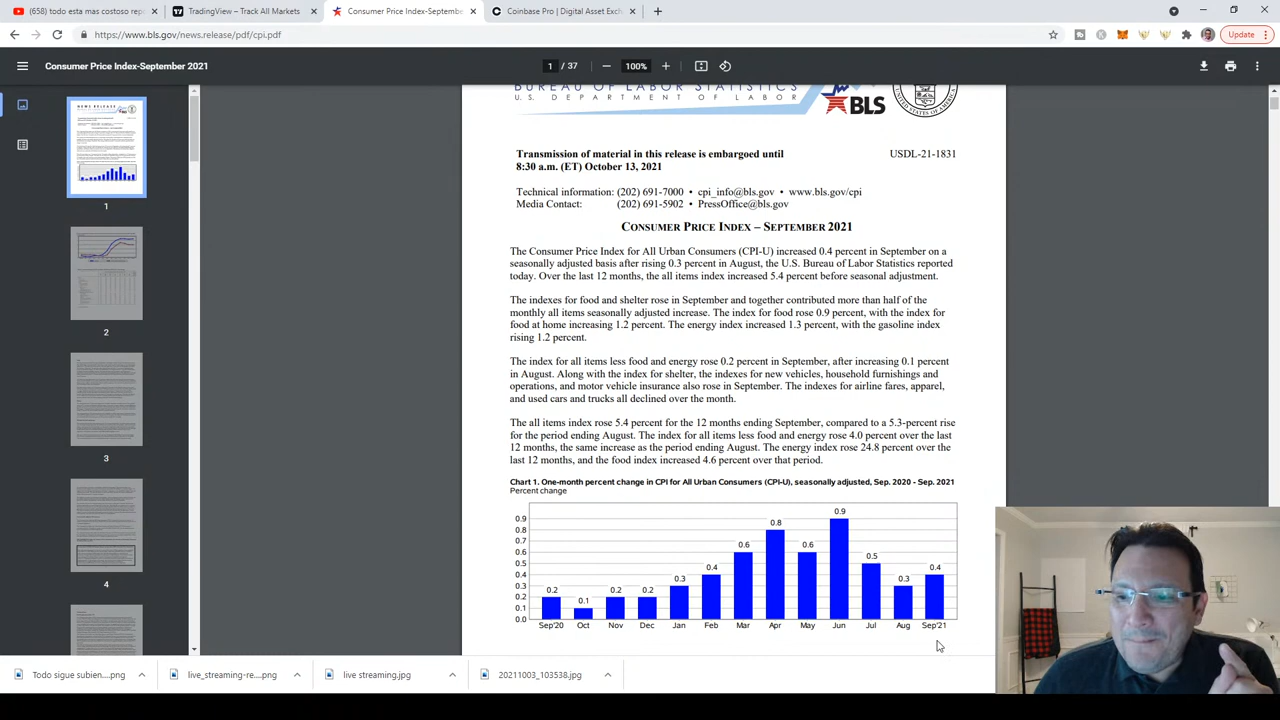 (658) todo esta mas costoso rep
TradingView – Track All Markets
Consumer Price Index-Septembe
Coinbase Pro | Digital Asset Exch
https://www.bls.gov/news.release/pdf/cpi.pdf
Update
Consumer Price Index-September 2021
1 / 37
100%
BUREAU OF LABOR STATISTICS
U.S. DEPARTMENT OF LABOR
BLS
Transmission of material in this release is embargoed until
USDL-21-1831
8:30 a.m. (ET) October 13, 2021
Technical information: (202) 691-7000 • cpi_info@bls.gov • www.bls.gov/cpi
Media Contact: (202) 691-5902 • PressOffice@bls.gov
CONSUMER PRICE INDEX – SEPTEMBER 2021
The Consumer Price Index for All Urban Consumers (CPI-U) increased 0.4 percent in September on a
seasonally adjusted basis after rising 0.3 percent in August, the U.S. Bureau of Labor Statistics reported
today. Over the last 12 months, the all items index increased 5.4 percent before seasonal adjustment.
The indexes for food and shelter rose in September and together contributed more than half of the
monthly all items seasonally adjusted increase. The index for food rose 0.9 percent, with the index for
food at home increasing 1.2 percent. The energy index increased 1.3 percent, with the gasoline index
rising 1.2 percent.
The index for all items less food and energy rose 0.2 percent in September, after increasing 0.1 percent
in August. Along with the index for shelter, the indexes for new vehicles, household furnishings and
operations, and motor vehicle insurance also rose in September. The indexes for airline fares, apparel,
and used cars and trucks all declined over the month.
The all items index rose 5.4 percent for the 12 months ending September, compared to a 5.3-percent rise
for the period ending August. The index for all items less food and energy rose 4.0 percent over the last
12 months, the same increase as the period ending August. The energy index rose 24.8 percent over the
last 12 months, and the food index increased 4.6 percent over that period.
Chart 1. One-month percent change in CPI for All Urban Consumers (CPI-U), seasonally adjusted, Sep. 2020 - Sep. 2021
Percent change
0.9
0.8
0.7
0.6
0.5
0.4
0.3
0.2
0.1
0.0
0.2
0.1
0.2
0.2
0.3
0.4
0.6
0.8
0.6
0.9
0.5
0.3
0.4
Sep'20 Oct Nov Dec Jan Feb Mar Apr May Jun Jul Aug Sep'21
1
2
3
4
Todo sigue subien....png
live_streaming-re....png
live streaming.jpg
20211003_103538.jpg